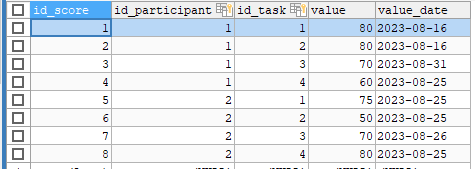 id_score id_participant id_task value value_date
1 1 1 80 2023-08-16
2 1 2 80 2023-08-16
3 1 3 70 2023-08-31
4 1 4 60 2023-08-25
5 2 1 75 2023-08-25
6 2 2 50 2023-08-25
7 2 3 70 2023-08-26
8 2 4 80 2023-08-25